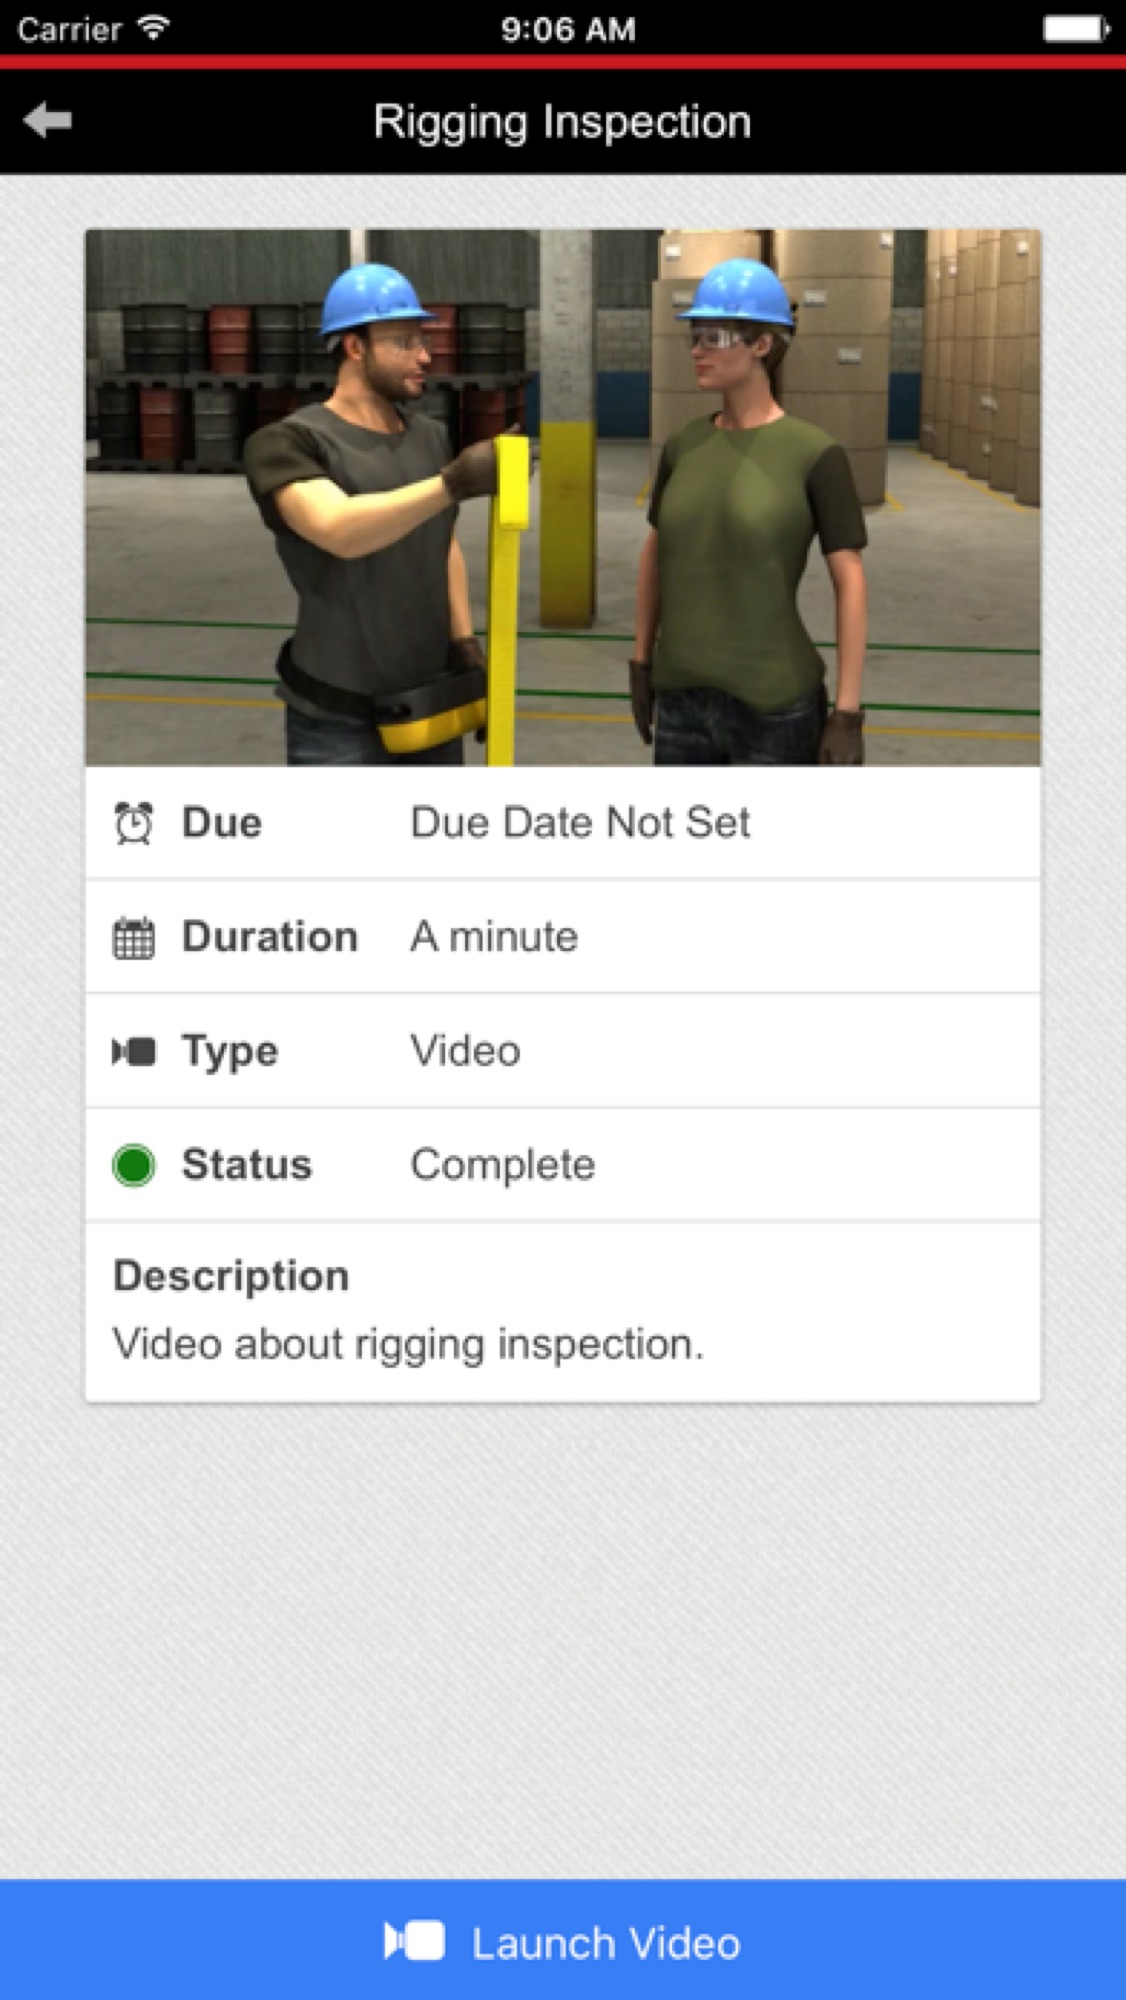 Carrier 9:06 AM
Rigging Inspection
Due Due Date Not Set
Duration A minute
Type Video
Status Complete
Description
Video about rigging inspection.
Launch Video